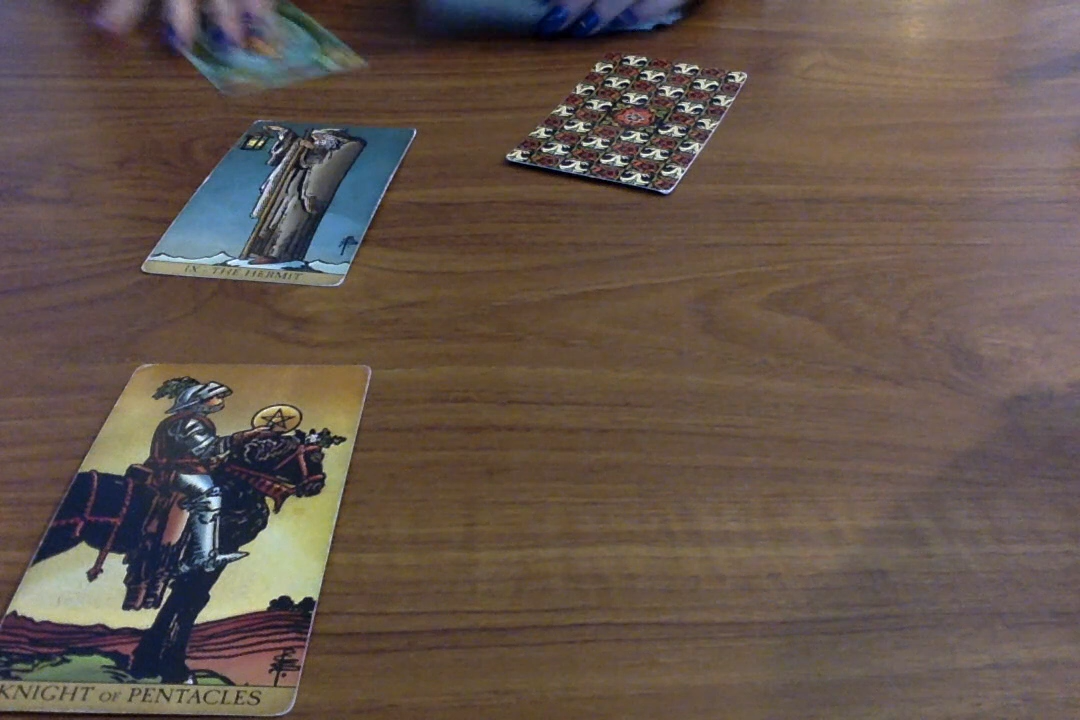 IX · THE HERMIT
KNIGHT OF PENTACLES